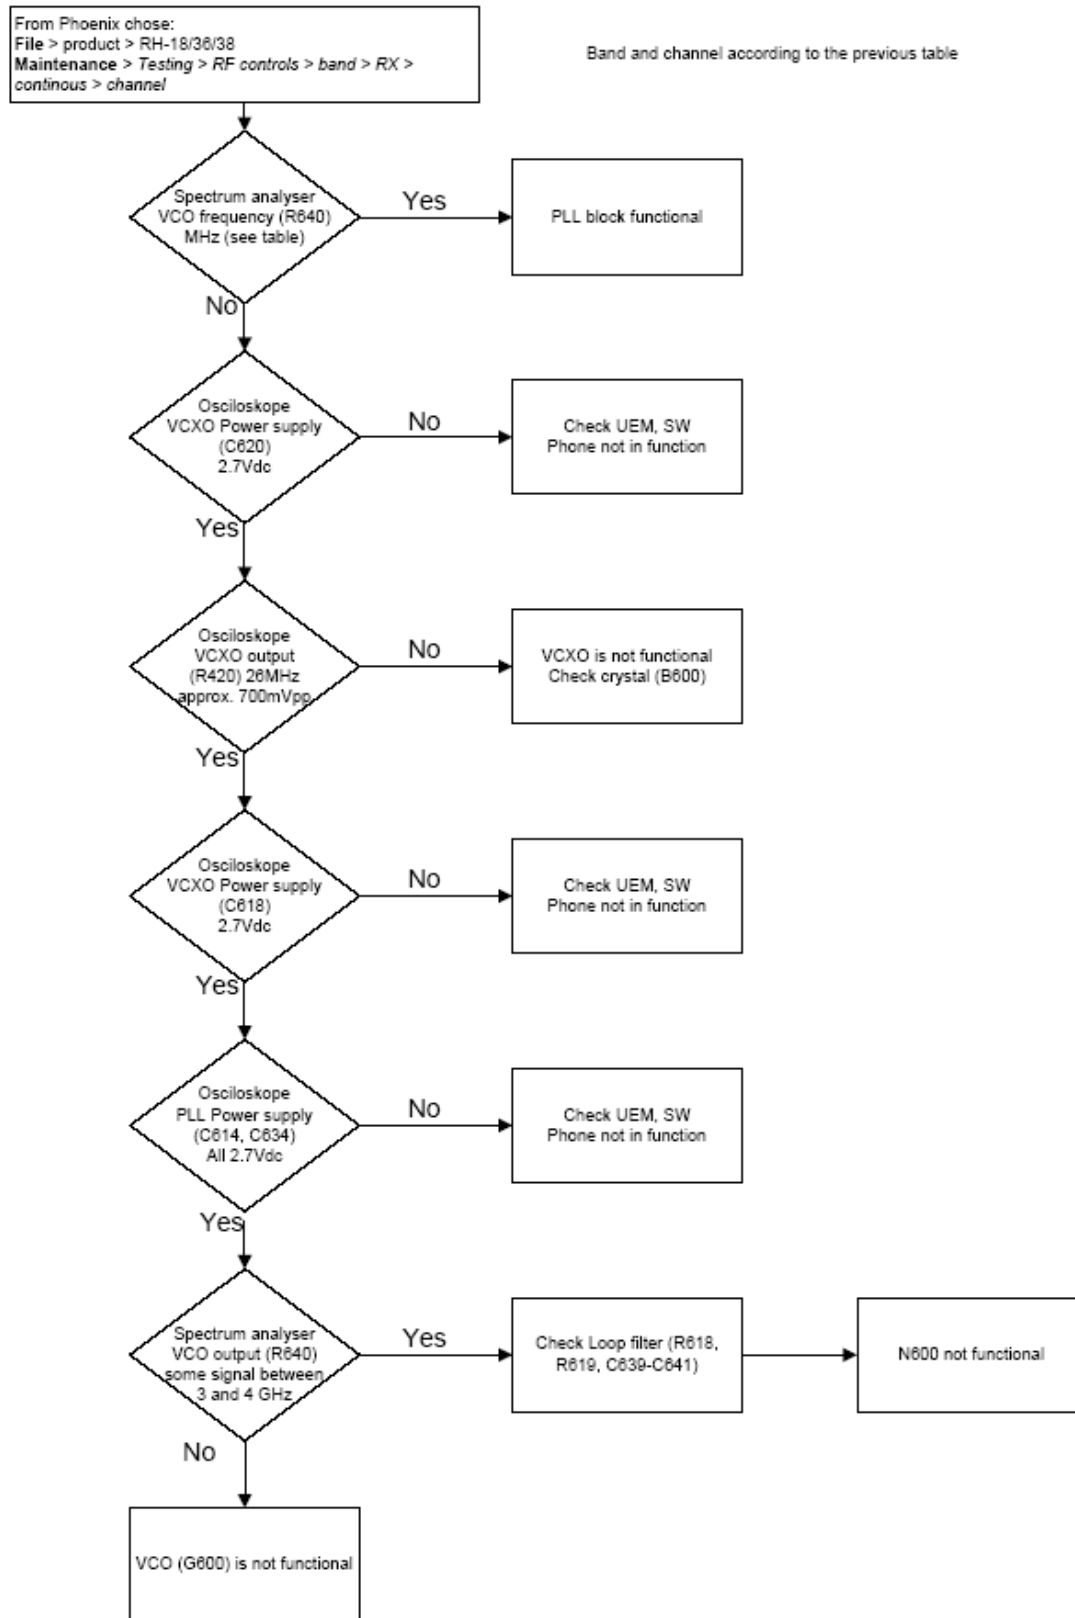 From Phoenix chose:
File > product > RH-18/36/38
Maintenance > Testing > RF controls > band > RX >
continous > channel
Band and channel according to the previous table
Spectrum analyser
VCO frequency (R640)
MHz (see table)
Yes
PLL block functional
No
Osciloskope
VCXO Power supply
(C620)
2.7Vdc
No
Check UEM, SW
Phone not in function
Yes
Osciloskope
VCXO output
(R420) 26MHz
approx. 700mVpp
No
VCXO is not functional
Check crystal (B600)
Yes
Osciloskope
VCXO Power supply
(C618)
2.7Vdc
No
Check UEM, SW
Phone not in function
Yes
Osciloskope
PLL Power supply
(C614, C634)
All 2.7Vdc
No
Check UEM, SW
Phone not in function
Yes
Spectrum analyser
VCO output (R640)
some signal between
3 and 4 GHz
Yes
Check Loop filter (R618,
R619, C639-C641)
N600 not functional
No
VCO (G600) is not functional